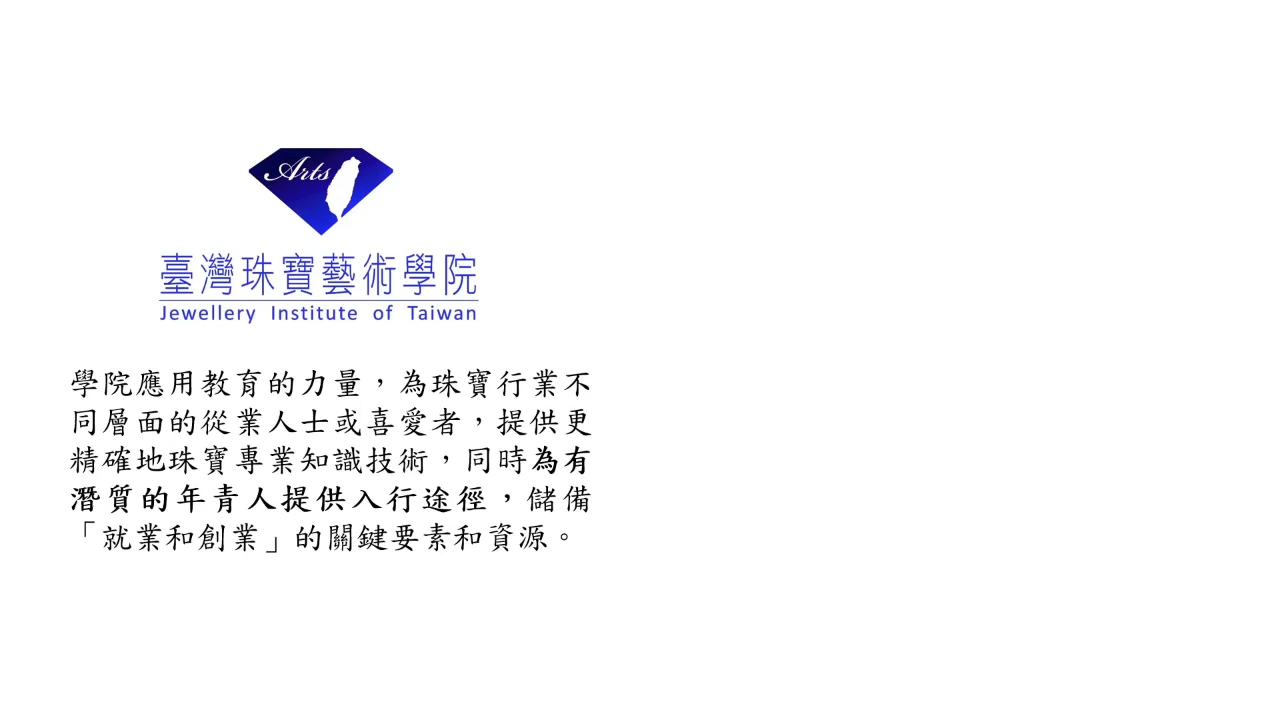 Arts
臺灣珠寶藝術學院
Jewellery Institute of Taiwan
學院應用教育的力量，為珠寶行業不
同層面的從業人士或喜愛者，提供更
精確地珠寶專業知識技術，同時為有
潛質的年青人提供入行途徑，儲備
「就業和創業」的關鍵要素和資源。